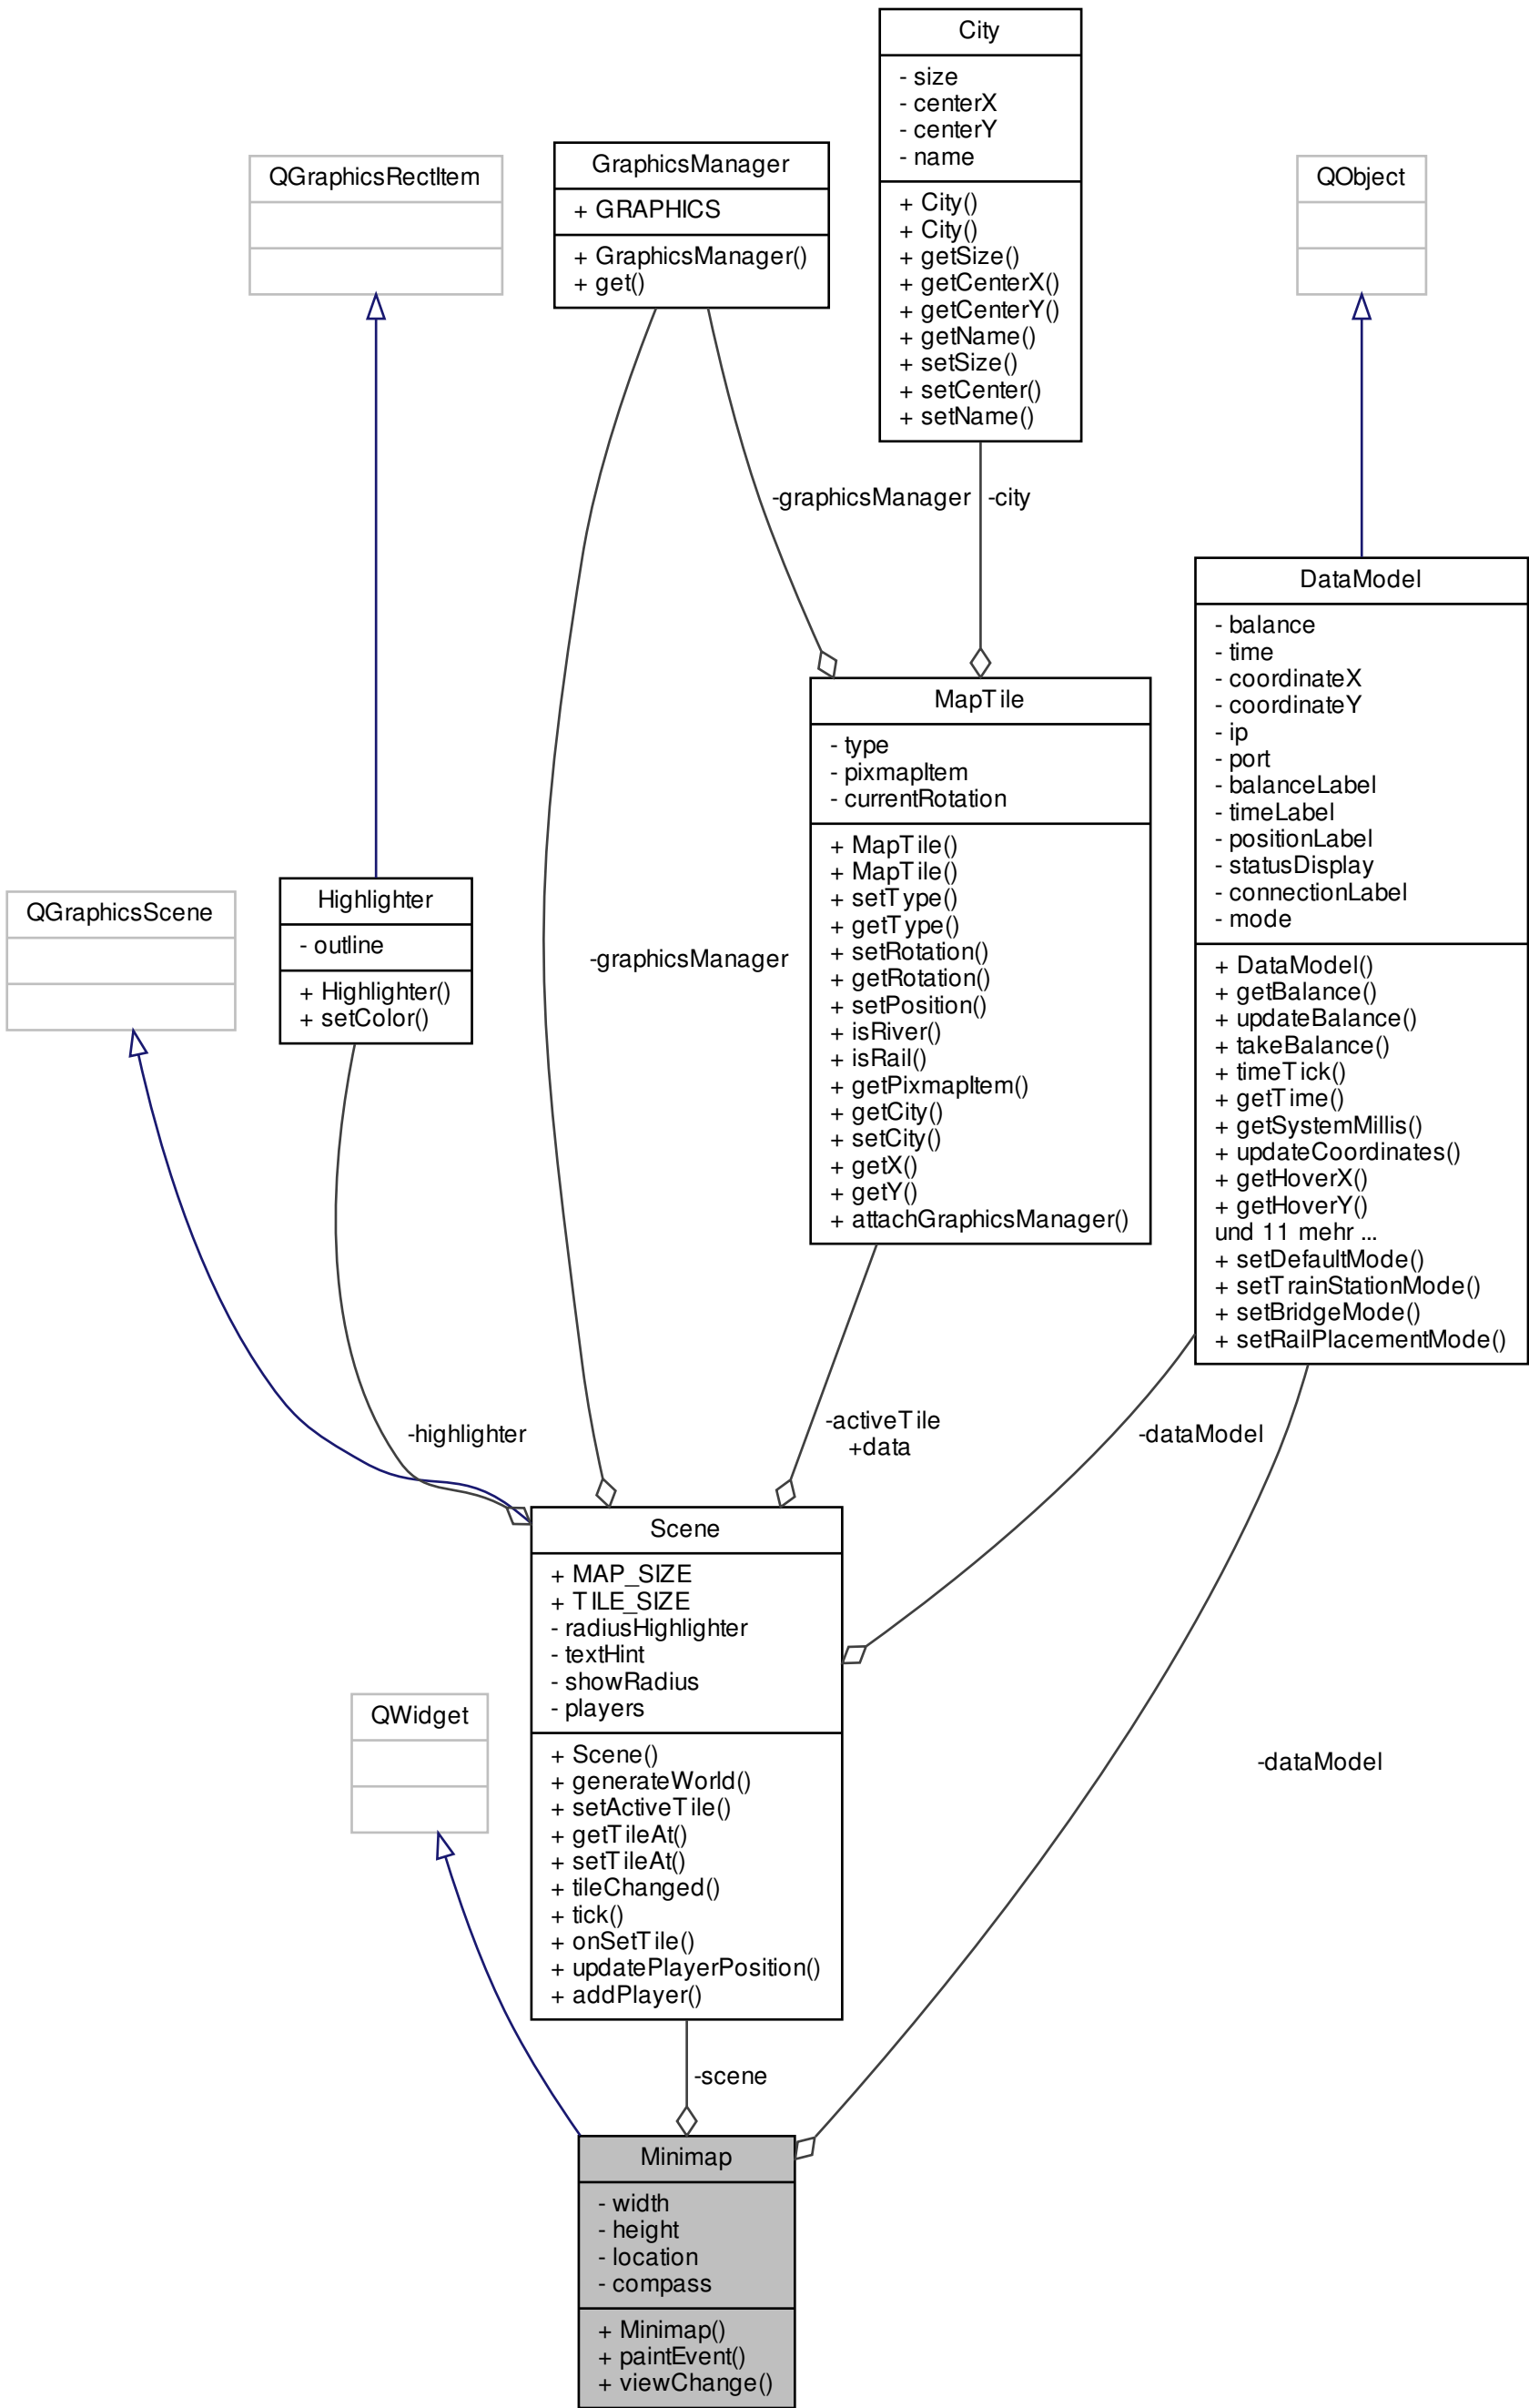 City
- size
- centerX
- centerY
- name
+ City()
+ City()
+ getSize()
+ getCenterX()
+ getCenterY()
+ getName()
+ setSize()
+ setCenter()
+ setName()
GraphicsManager
+ GRAPHICS
+ GraphicsManager()
+ get()
QGraphicsRectItem
QObject
-graphicsManager
-city
DataModel
- balance
- time
- coordinateX
- coordinateY
- ip
- port
- balanceLabel
- timeLabel
- positionLabel
- statusDisplay
- connectionLabel
- mode
+ DataModel()
+ getBalance()
+ updateBalance()
+ takeBalance()
+ timeTick()
+ getTime()
+ getSystemMillis()
+ updateCoordinates()
+ getHoverX()
+ getHoverY()
und 11 mehr ...
+ setDefaultMode()
+ setTrainStationMode()
+ setBridgeMode()
+ setRailPlacementMode()
MapTile
- type
- pixmapItem
- currentRotation
+ MapTile()
+ MapTile()
+ setType()
+ getType()
+ setRotation()
+ getRotation()
+ setPosition()
+ isRiver()
+ isRail()
+ getPixmapItem()
+ getCity()
+ setCity()
+ getX()
+ getY()
+ attachGraphicsManager()
QGraphicsScene
Highlighter
- outline
+ Highlighter()
+ setColor()
-graphicsManager
-highlighter
-activeTile
+data
-dataModel
Scene
+ MAP_SIZE
+ TILE_SIZE
- radiusHighlighter
- textHint
- showRadius
- players
+ Scene()
+ generateWorld()
+ setActiveTile()
+ getTileAt()
+ setTileAt()
+ tileChanged()
+ tick()
+ onSetTile()
+ updatePlayerPosition()
+ addPlayer()
QWidget
-dataModel
-scene
Minimap
- width
- height
- location
- compass
+ Minimap()
+ paintEvent()
+ viewChange()